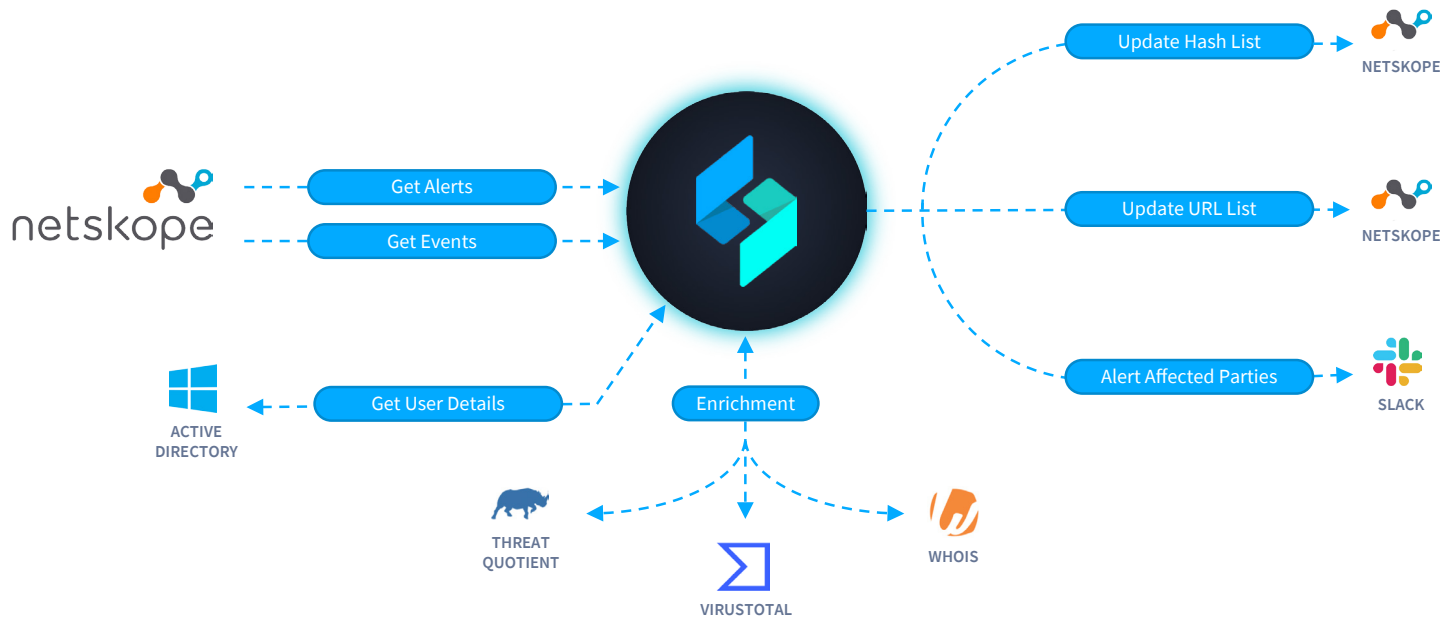 netskope
Get Alerts
Get Events
Get User Details
ACTIVE
DIRECTORY
Enrichment
THREAT
QUOTIENT
VIRUSTOTAL
WHOIS
Update Hash List
NETSKOPE
Update URL List
NETSKOPE
Alert Affected Parties
SLACK